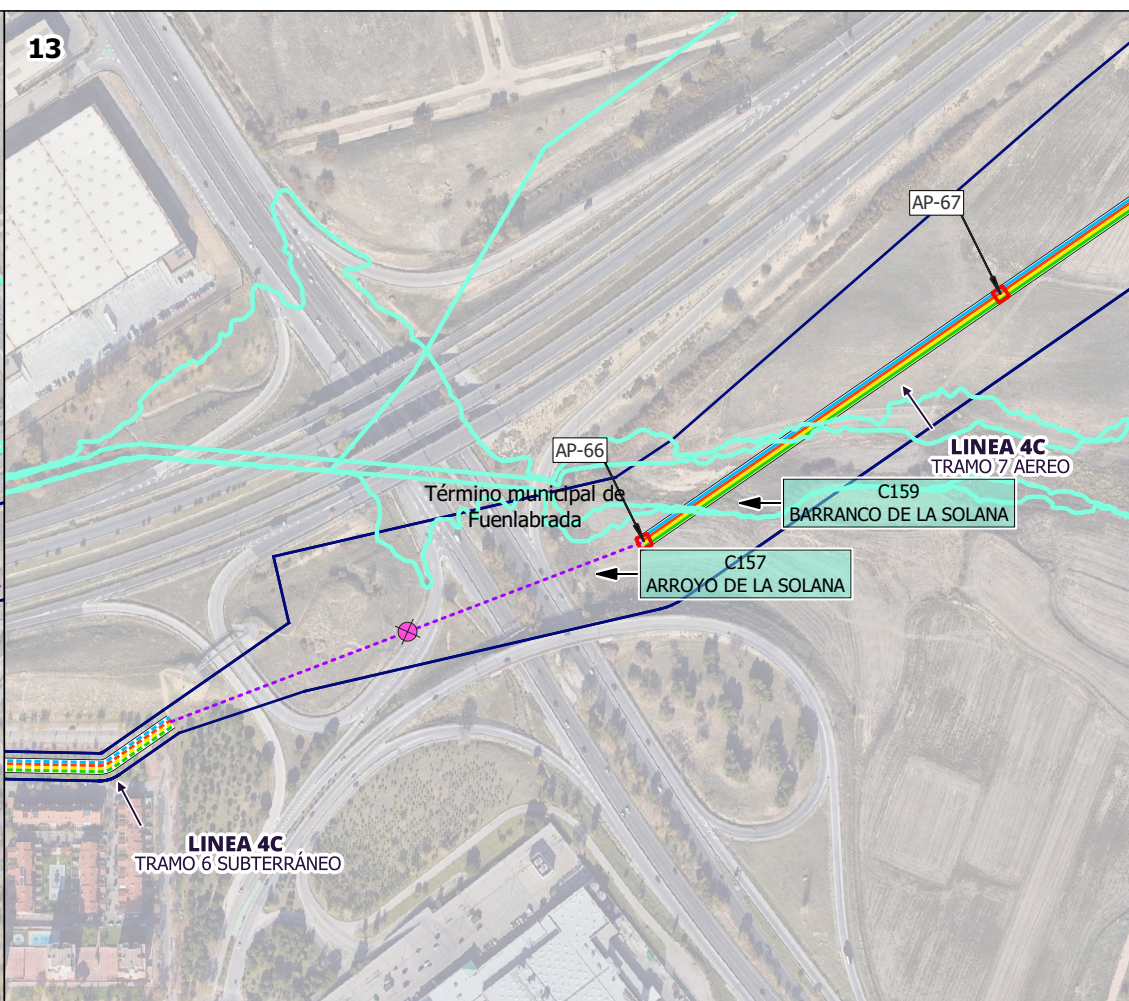 13
AP-67
LINEA 4C
TRAMO 7 AEREO
AP-66
Término municipal de
Fuenlabrada
C159
BARRANCO DE LA SOLANA
C157
ARROYO DE LA SOLANA
LINEA 4C
TRAMO 6 SUBTERRÁNEO